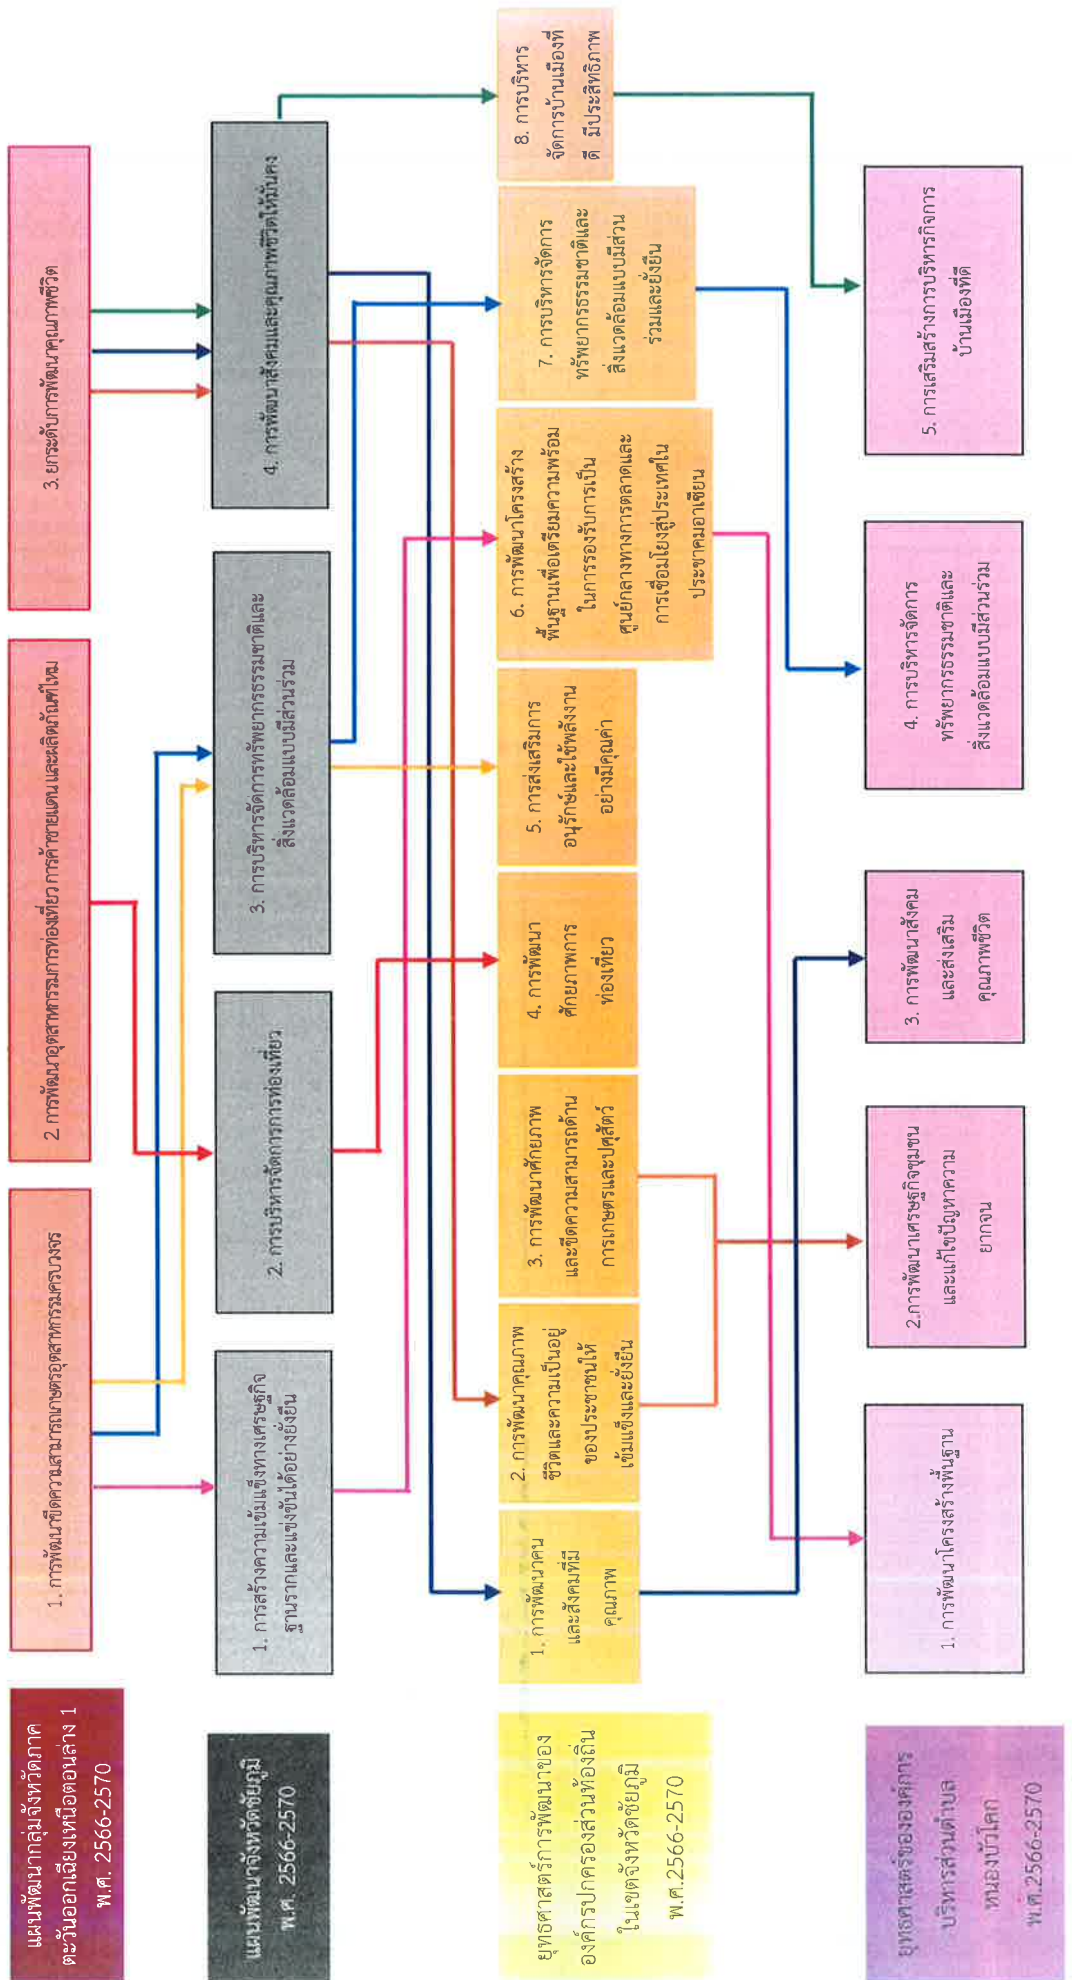 แผนพัฒนากลุ่มจังหวัดภาค
ตะวันออกเฉียงเหนือตอนล่าง 1
พ.ศ. 2566-2570
1. การพัฒนาขีดความสามารถเกษตรอุตสาหกรรมครบวงจร
2. การพัฒนาอุตสาหกรรมการท่องเที่ยว การค้าชายแดน และผลิตภัณฑ์ไหม
3. ยกระดับการพัฒนาคุณภาพชีวิต
แผนพัฒนาจังหวัดชัยภูมิ
พ.ศ. 2566-2570
1. การสร้างความเข้มแข็งทางเศรษฐกิจ
ฐานรากและแข่งขันได้อย่างยั่งยืน
2. การบริหารจัดการการท่องเที่ยว
3. การบริหารจัดการทรัพยากรธรรมชาติและ
สิ่งแวดล้อมแบบมีส่วนร่วม
4. การพัฒนาสังคมและคุณภาพชีวิตให้มั่นคง
ยุทธศาสตร์การพัฒนาของ
องค์กรปกครองส่วนท้องถิ่น
ในเขตจังหวัดชัยภูมิ
พ.ศ.2566-2570
1. การพัฒนาคน
และสังคมที่มี
คุณภาพ
2. การพัฒนาคุณภาพ
ชีวิตและความเป็นอยู่
ของประชาชนให้
เข้มแข็งและยั่งยืน
3. การพัฒนาศักยภาพ
และขีดความสามารถด้าน
การเกษตรและปศุสัตว์
4. การพัฒนา
ศักยภาพการ
ท่องเที่ยว
5. การส่งเสริมการ
อนุรักษ์และใช้พลังงาน
อย่างมีคุณค่า
6. การพัฒนาโครงสร้าง
พื้นฐานเพื่อเตรียมความพร้อม
ในการรองรับการเป็น
ศูนย์กลางทางการตลาดและ
การเชื่อมโยงสู่ประเทศใน
ประชาคมอาเซียน
7. การบริหารจัดการ
ทรัพยากรธรรมชาติและ
สิ่งแวดล้อมแบบมีส่วน
ร่วมและยั่งยืน
8. การบริหาร
จัดการบ้านเมืองที่
ดี มีประสิทธิภาพ
ยุทธศาสตร์ขององค์การ
บริหารส่วนตำบล
หนองบัวโคก
พ.ศ.2566-2570
1. การพัฒนาโครงสร้างพื้นฐาน
2.การพัฒนาเศรษฐกิจชุมชน
และแก้ไขปัญหาความ
ยากจน
3. การพัฒนาสังคม
และส่งเสริม
คุณภาพชีวิต
4. การบริหารจัดการ
ทรัพยากรธรรมชาติและ
สิ่งแวดล้อมแบบมีส่วนร่วม
5. การเสริมสร้างการบริหารกิจการ
บ้านเมืองที่ดี